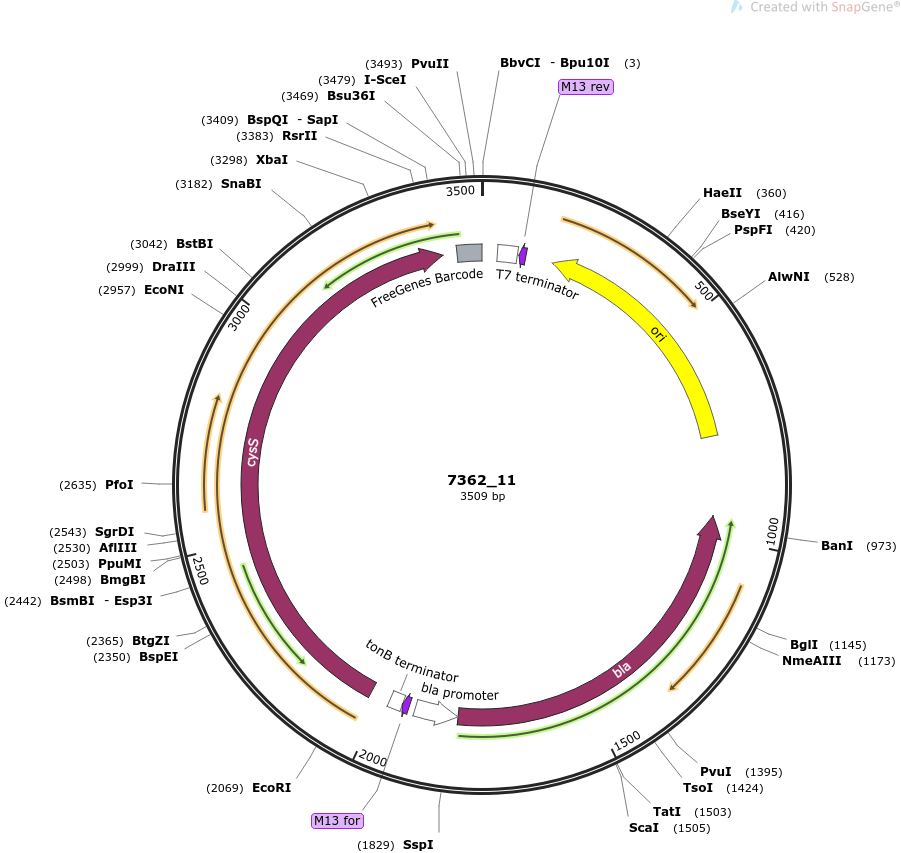 Created with SnapGene®
(3493) PvuII
BbvCI - Bpu10I (3)
(3479) I-SceI
M13 rev
(3469) Bsu36I
(3409) BspQI - SapI
(3383) RsrII
(3298) XbaI
(3182) SnaBI
3500
HaeII (360)
BseYI (416)
PspFI (420)
(3042) BstBI
(2999) DraIII
(2957) EcoNI
AlwNI (528)
FreeGenes Barcode
T7 terminator
500
3000
ori
cysS
7362_11
3509 bp
(2635) PfoI
(2543) SgrDI
(2530) AflIII
(2503) PpuMI
(2498) BmgBI
(2442) BsmBI - Esp3I
2500
1000
BanI (973)
(2365) BtgZI
(2350) BspEI
BglI (1145)
NmeAIII (1173)
tonB terminator
bla promoter
bla
2000
1500
(2069) EcoRI
PvuI (1395)
TsoI (1424)
M13 for
TatI (1503)
ScaI (1505)
(1829) SspI